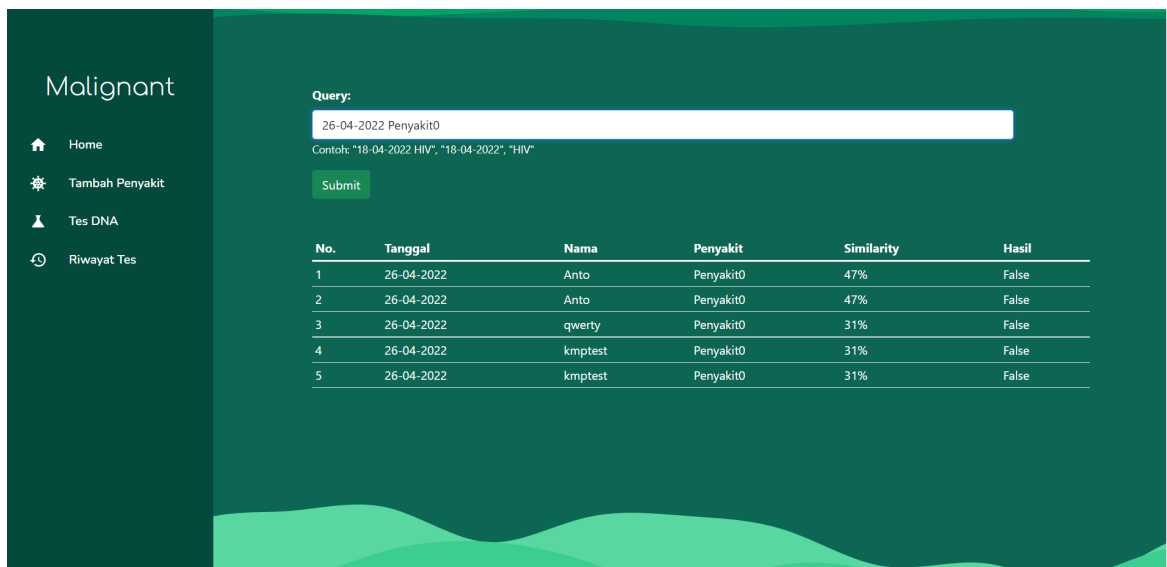 Malignant
Home
Tambah Penyakit
Tes DNA
Riwayat Tes
Query:
26-04-2022 Penyakit0
Contoh: "18-04-2022 HIV", "18-04-2022", "HIV"
Submit
No. Tanggal Nama Penyakit Similarity Hasil
1 26-04-2022 Anto Penyakit0 47% False
2 26-04-2022 Anto Penyakit0 47% False
3 26-04-2022 qwerty Penyakit0 31% False
4 26-04-2022 kmptest Penyakit0 31% False
5 26-04-2022 kmptest Penyakit0 31% False